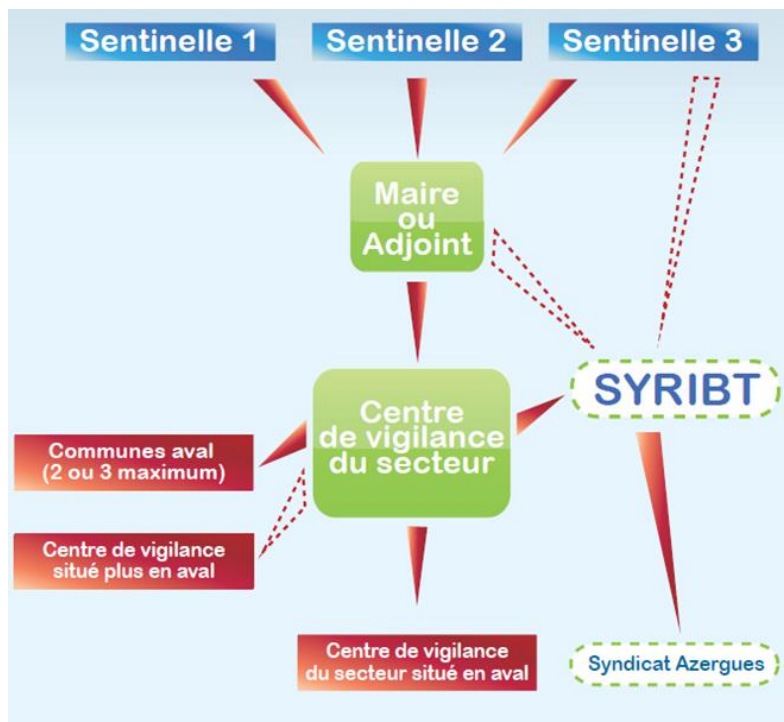 Sentinelle 1
Sentinelle 2
Sentinelle 3
Maire
ou
Adjoint
SYRIBT
Centre
de vigilance
du secteur
Communes aval
(2 ou 3 maximum)
Centre de vigilance
situé plus en aval
Centre de vigilance
du secteur situé en aval
Syndicat Azergues